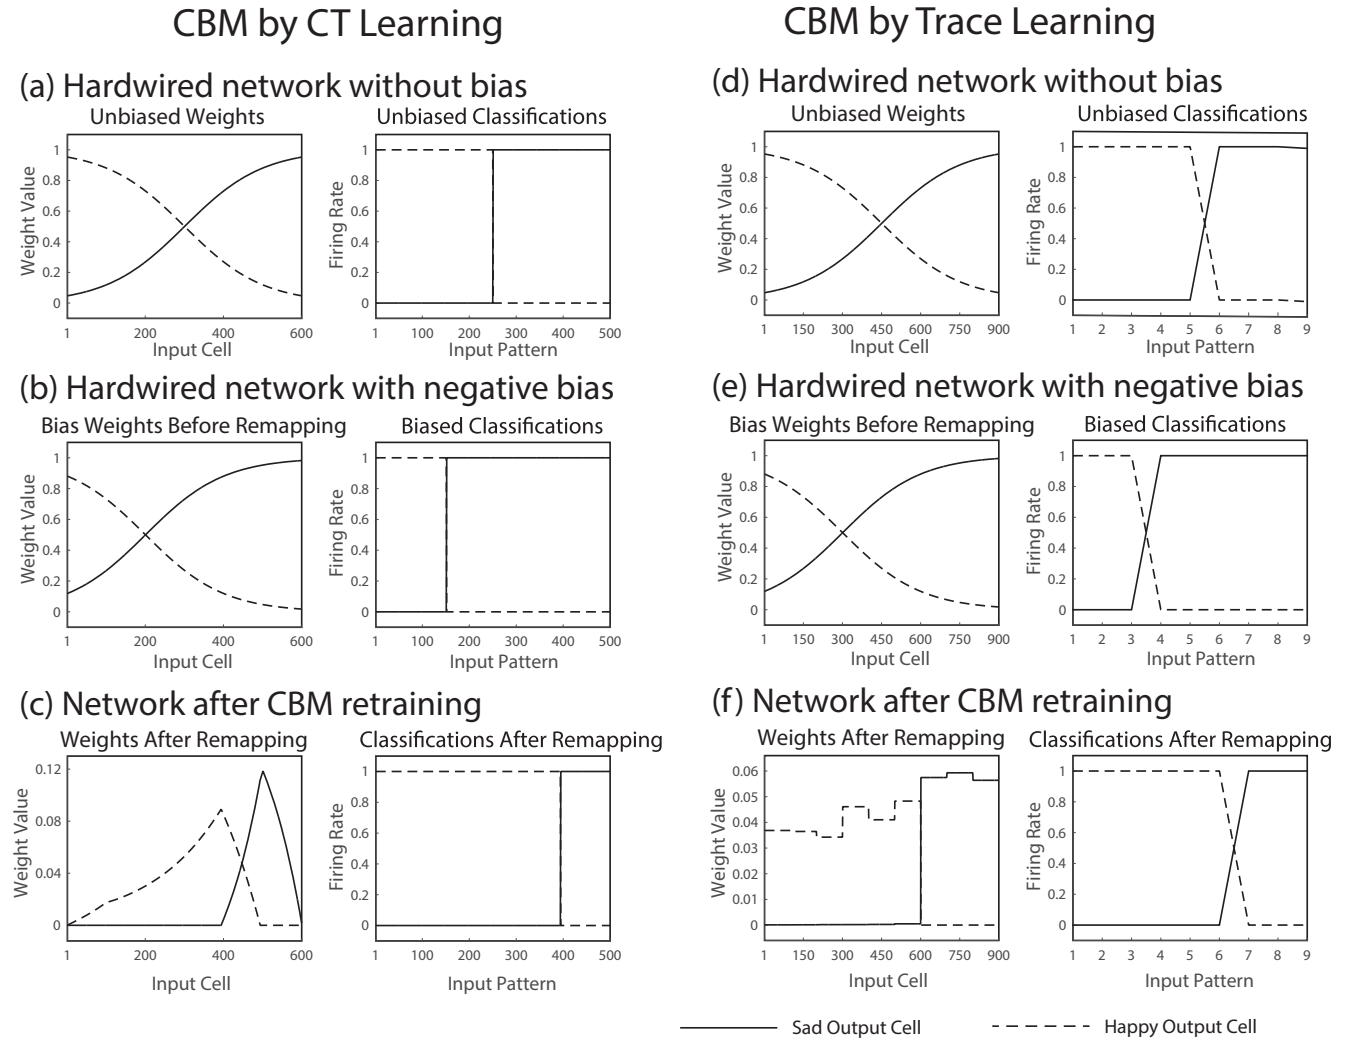 CBM by CT Learning
CBM by Trace Learning
(a) Hardwired network without bias
Unbiased Weights
Unbiased Classifications
Weight Value
1
0.8
0.6
0.4
0.2
0
1 200 400 600
Input Cell
Firing Rate
1
0.8
0.6
0.4
0.2
0
1 100 200 300 400 500
Input Pattern
(b) Hardwired network with negative bias
Bias Weights Before Remapping
Biased Classifications
Weight Value
1
0.8
0.6
0.4
0.2
0
1 200 400 600
Input Cell
Firing Rate
1
0.8
0.6
0.4
0.2
0
1 100 200 300 400 500
Input Pattern
(c) Network after CBM retraining
Weights After Remapping
Classifications After Remapping
Weight Value
0.12
0.08
0.04
0
1 200 400 600
Input Cell
Firing Rate
1
0.8
0.6
0.4
0.2
0
1 100 200 300 400 500
Input Pattern
(d) Hardwired network without bias
Unbiased Weights
Unbiased Classifications
Weight Value
1
0.8
0.6
0.4
0.2
0
1 150 300 450 600 750 900
Input Cell
Firing Rate
1
0.8
0.6
0.4
0.2
0
1 2 3 4 5 6 7 8 9
Input Pattern
(e) Hardwired network with negative bias
Bias Weights Before Remapping
Biased Classifications
Weight Value
1
0.8
0.6
0.4
0.2
0
1 150 300 450 600 750 900
Input Cell
Firing Rate
1
0.8
0.6
0.4
0.2
0
1 2 3 4 5 6 7 8 9
Input Pattern
(f) Network after CBM retraining
Weights After Remapping
Classifications After Remapping
Weight Value
0.06
0.05
0.04
0.03
0.02
0.01
0
1 150 300 450 600 750 900
Input Cell
Firing Rate
1
0.8
0.6
0.4
0.2
0
1 2 3 4 5 6 7 8 9
Input Pattern
Sad Output Cell
Happy Output Cell